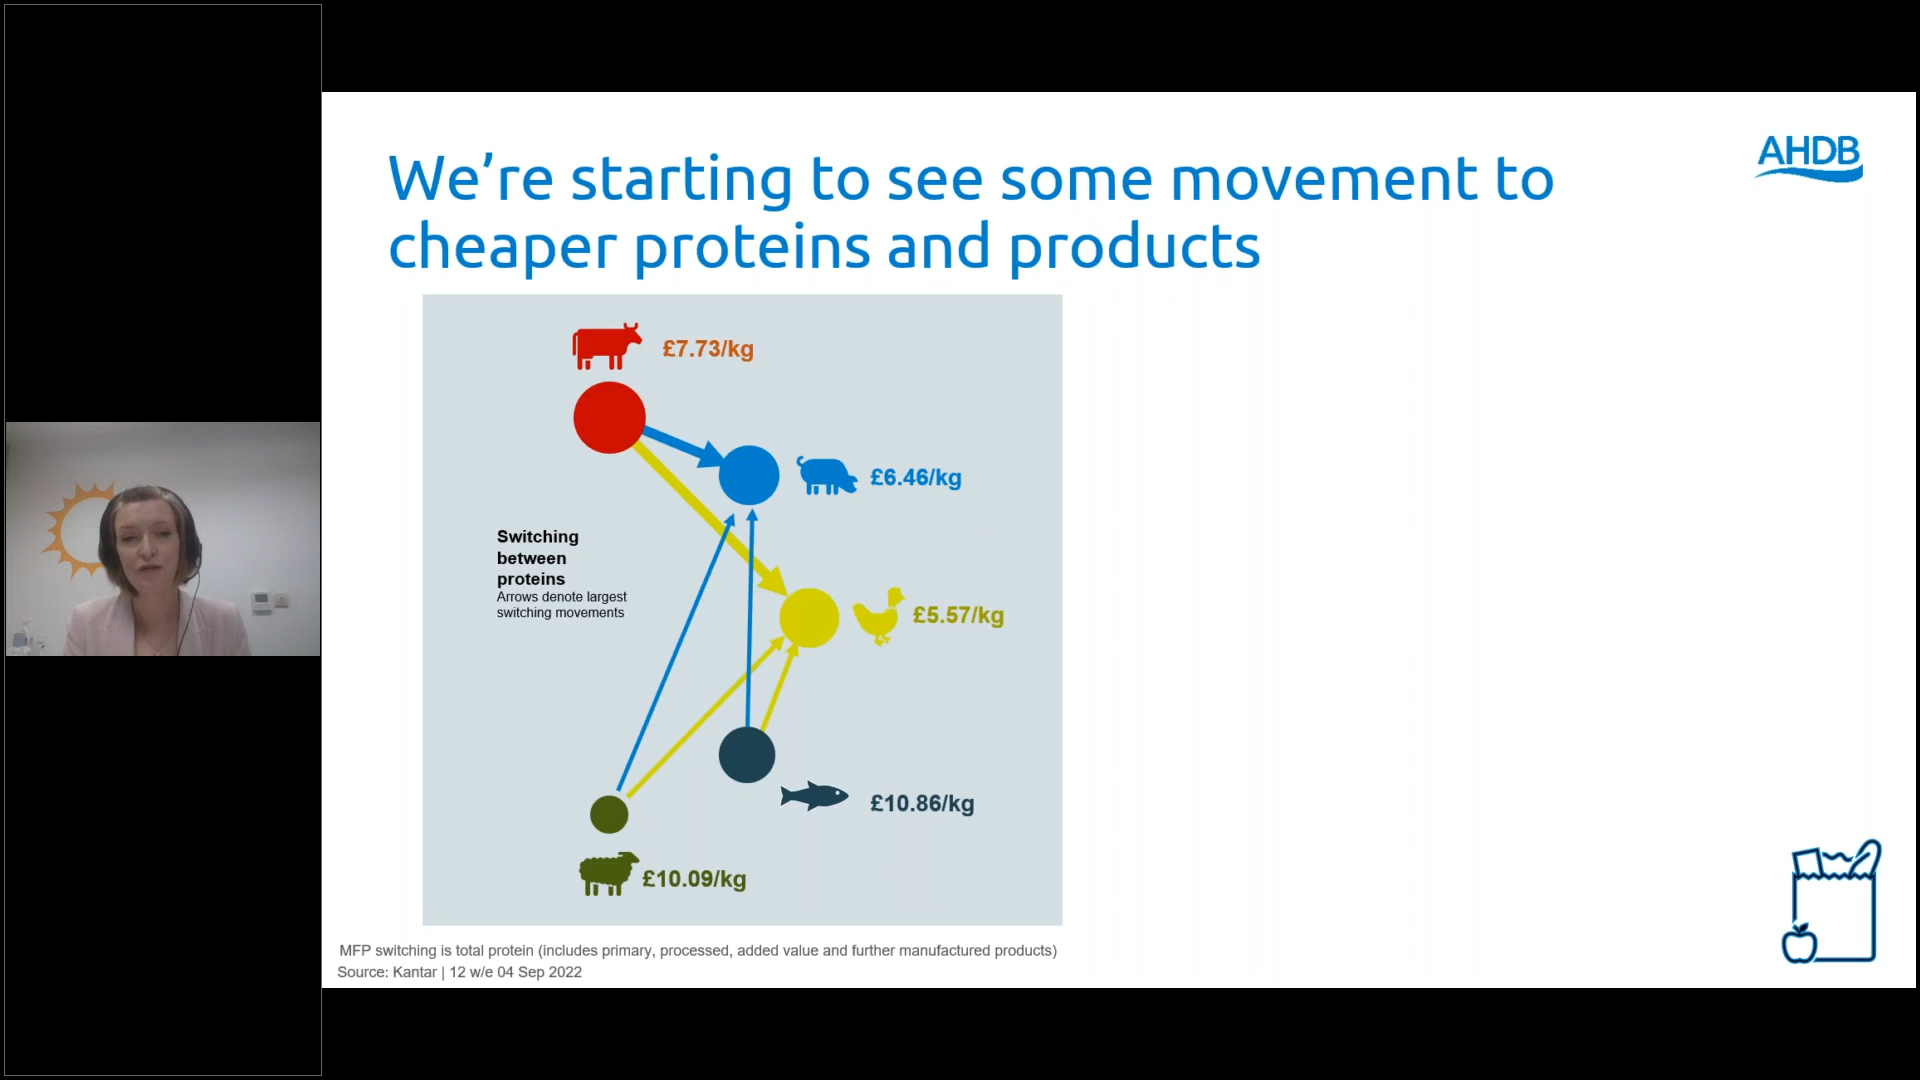 We're starting to see some movement to
cheaper proteins and products
AHDB
£7.73/kg
£6.46/kg
Switching
between
proteins
Arrows denote largest
switching movements
£5.57/kg
£10.86/kg
£10.09/kg
MFP switching is total protein (includes primary, processed, added value and further manufactured products)
Source: Kantar | 12 w/e 04 Sep 2022